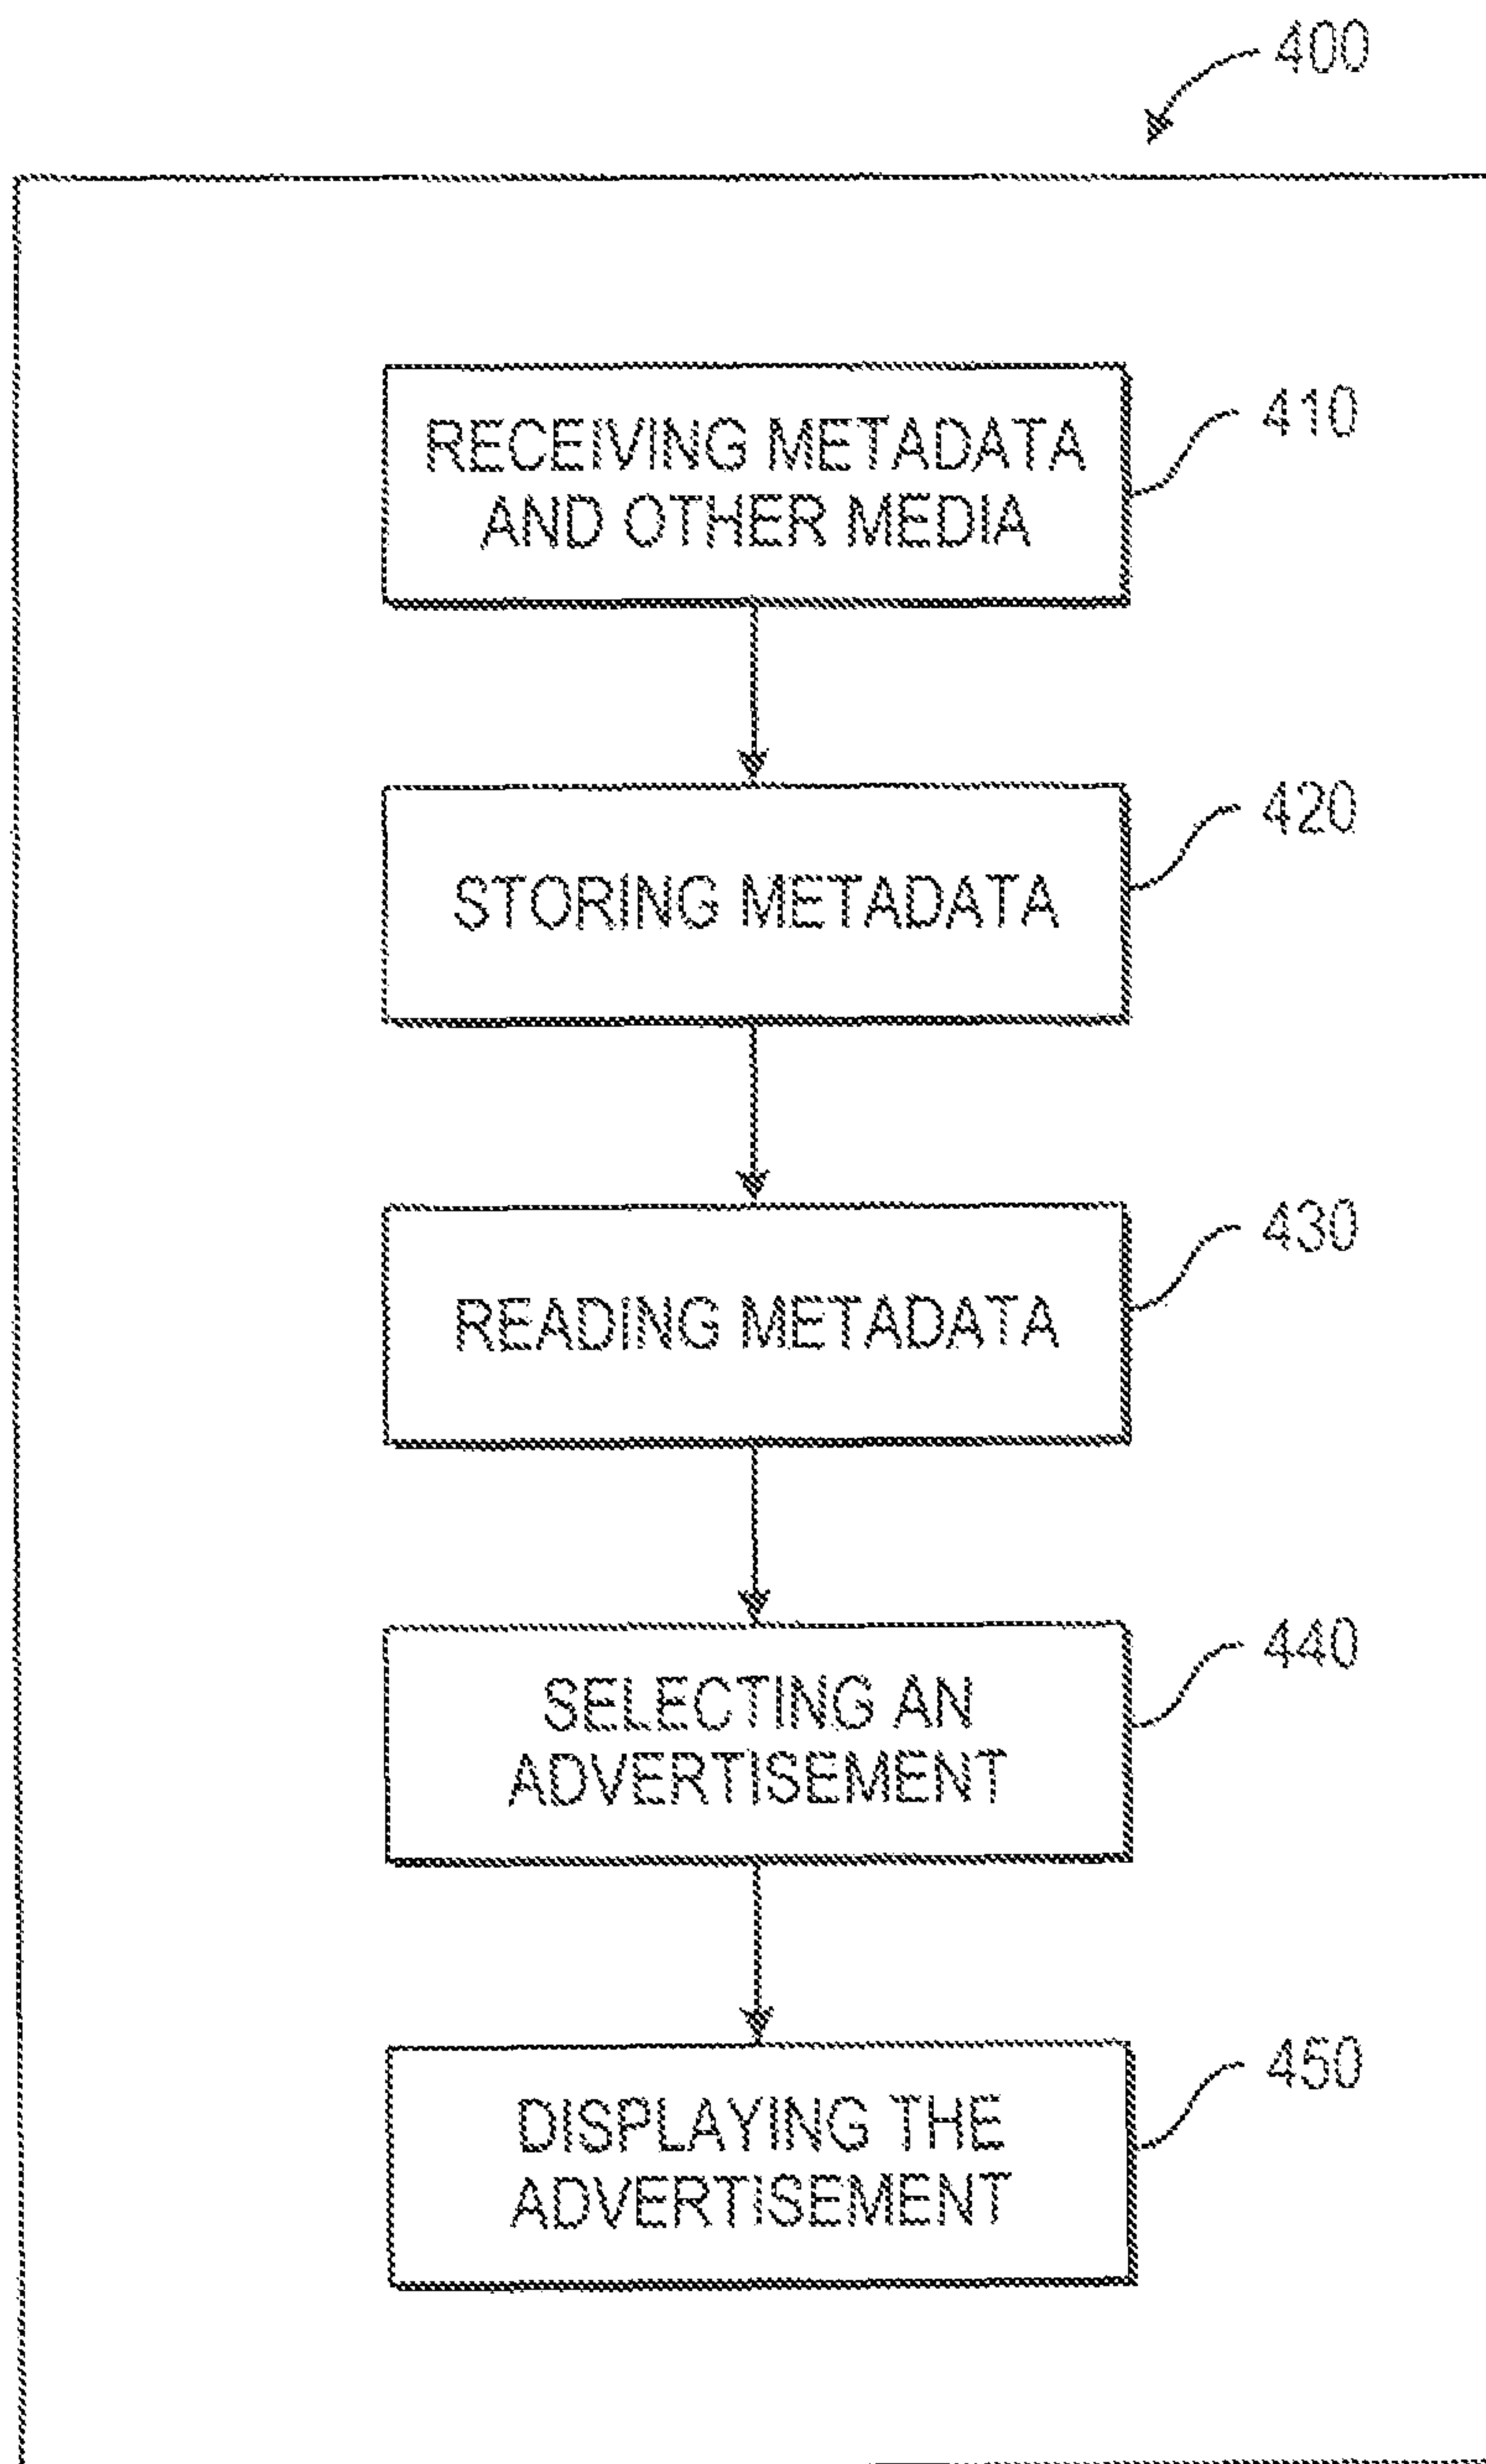 400
RECEIVING METADATA
AND OTHER MEDIA
410
STORING METADATA
420
READING METADATA
430
SELECTING AN
ADVERTISEMENT
440
DISPLAYING THE
ADVERTISEMENT
450